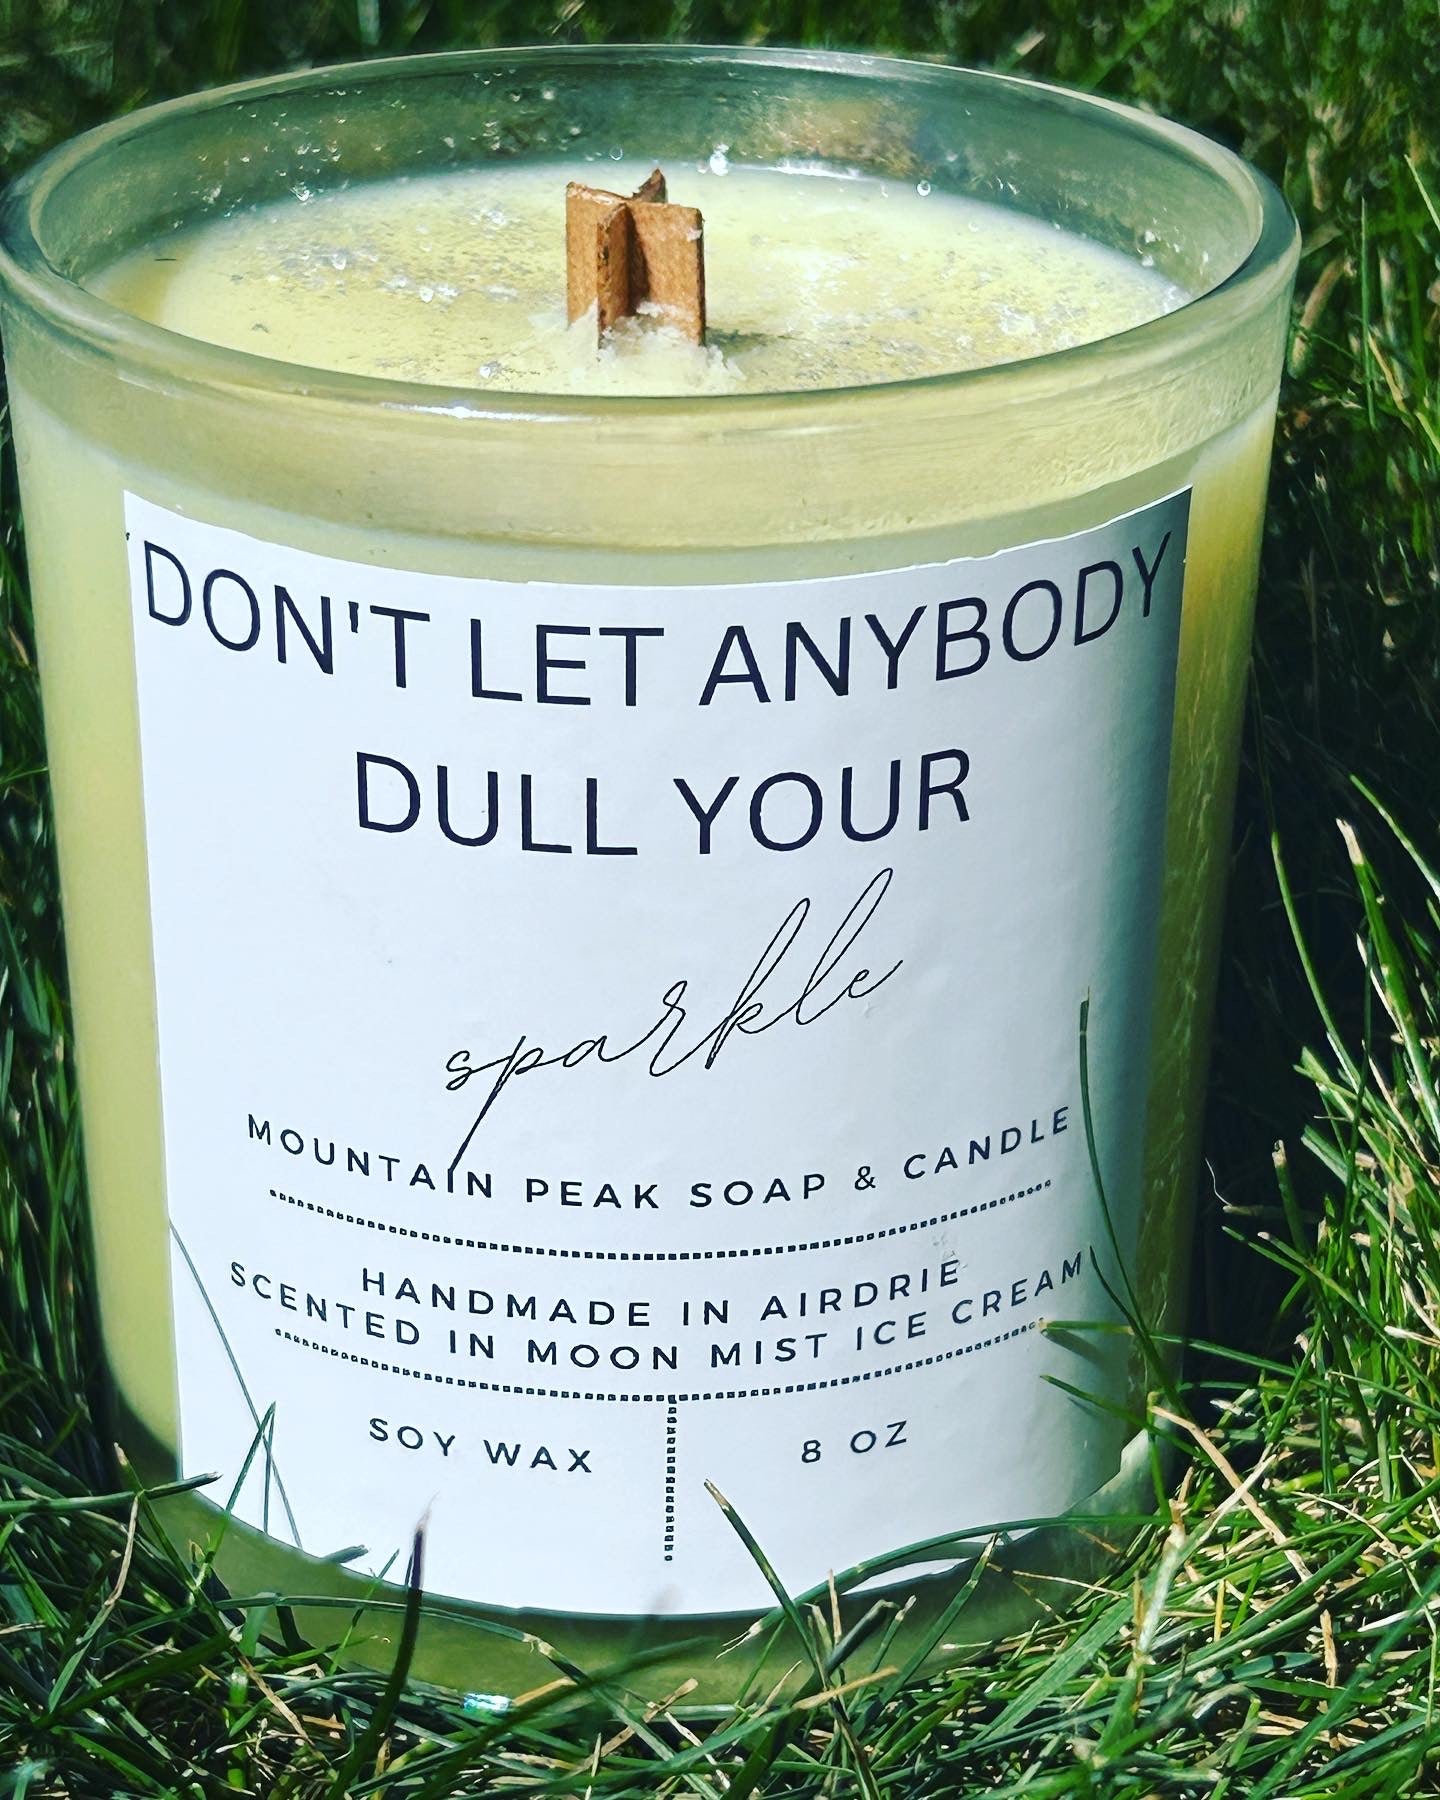 DON'T LET ANYBODY
DULL YOUR
sparkle
MOUNTAIN PEAK SOAP & CANDLE
HANDMADE IN AIRDRIE
SCENTED IN MOON MIST ICE CREAM
SOY WAX
8 OZ